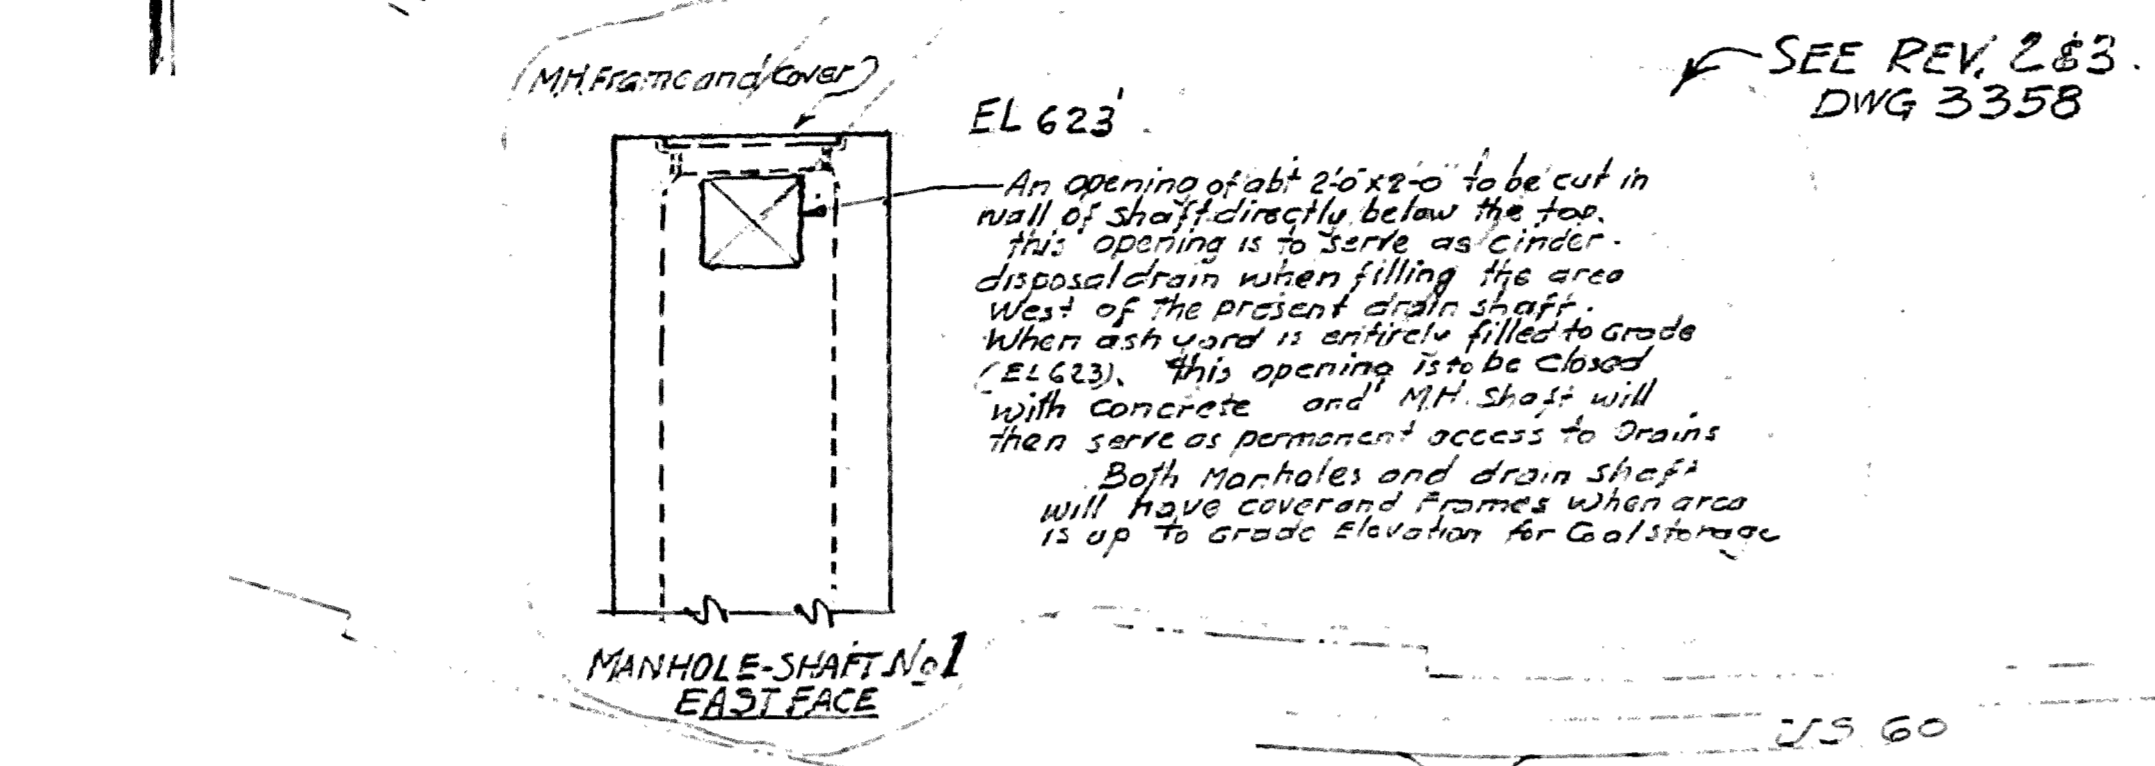 SEE REV. 2 & 3.
DWG 3358
M.H. Frame and Cover
EL 623'
An opening of abt 2'-0" x 2'-0" to be cut in
wall of shaft directly below the top.
this opening is to serve as cinder.
disposal drain when filling the area
West of the present drain shaft.
When ash yard is entirely filled to Grade
(EL 623). This opening is to be Closed
with Concrete and M.H. Shaft will
then serve as permanent access to Drains
Both Manholes and drain shaft
will have cover and Frames when area
is up To Grade Elevation for Coal storage
MANHOLE-SHAFT No 1
EAST FACE
US 60